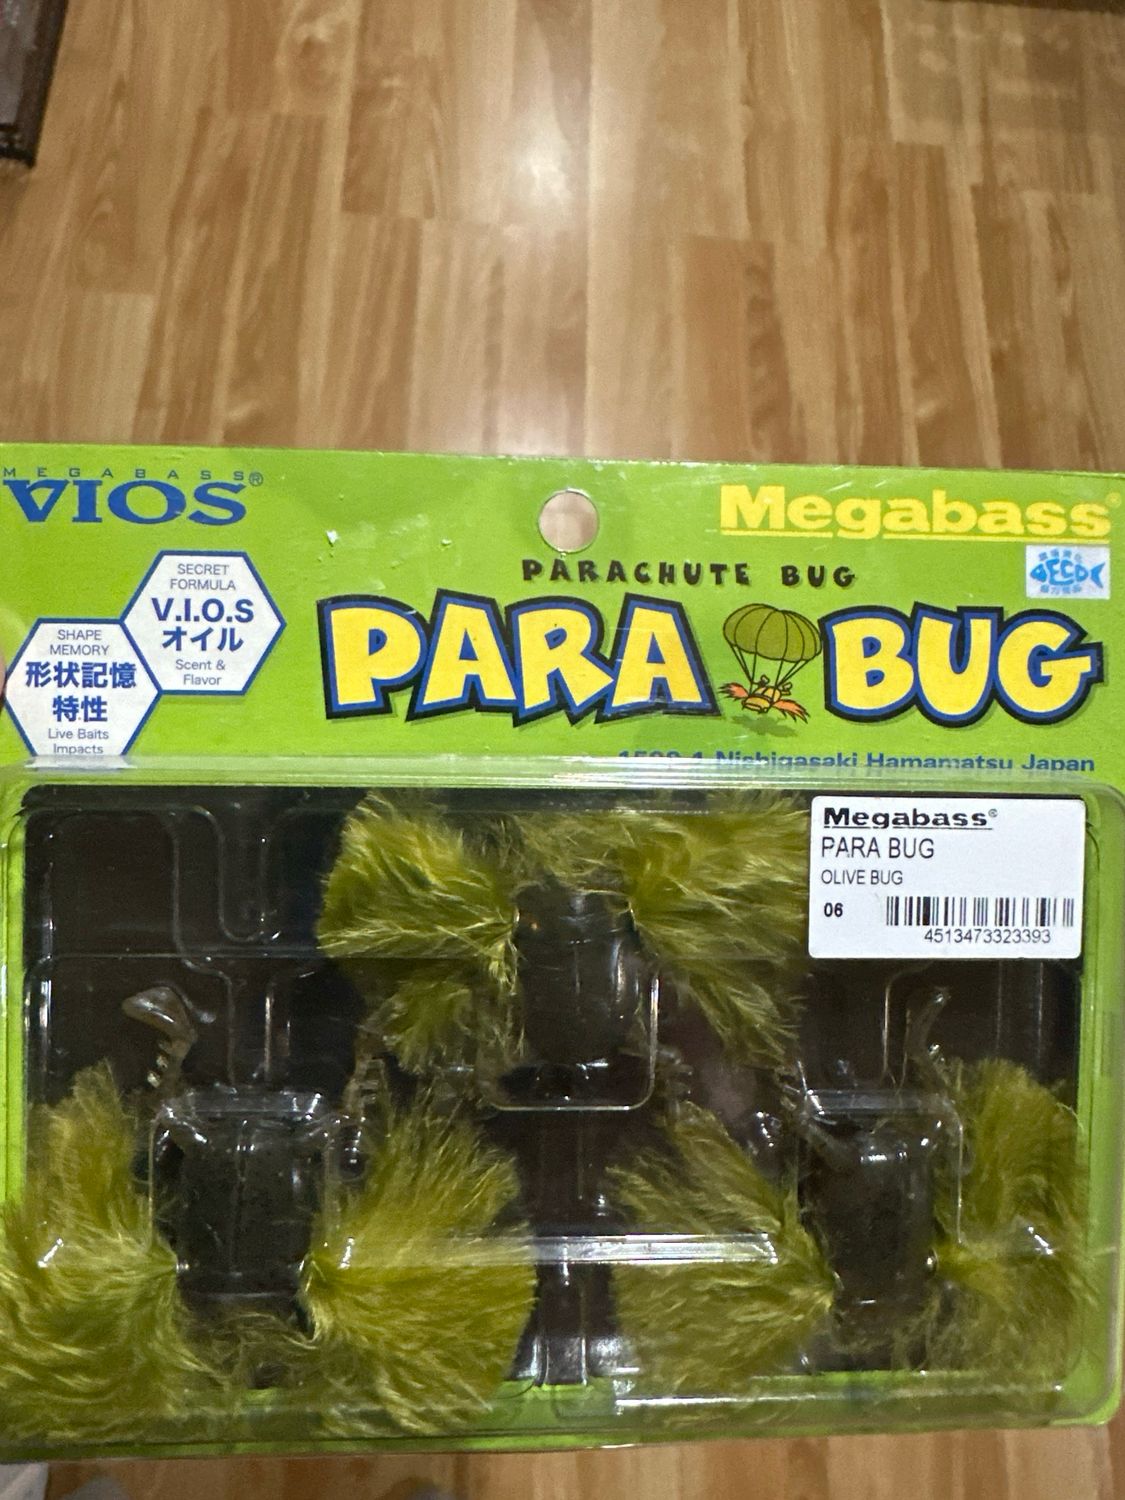 MEGABASS
VIOS®
Megabass®
SECRET
FORMULA
V.I.O.S
オイル
Scent &
Flavor
SHAPE
MEMORY
形状記憶
特性
Live Baits
Impacts
PARACHUTE BUG
PARA BUG
Nishigasaki Hamamatsu Japan
Megabass®
PARA BUG
OLIVE BUG
06
4513473323393